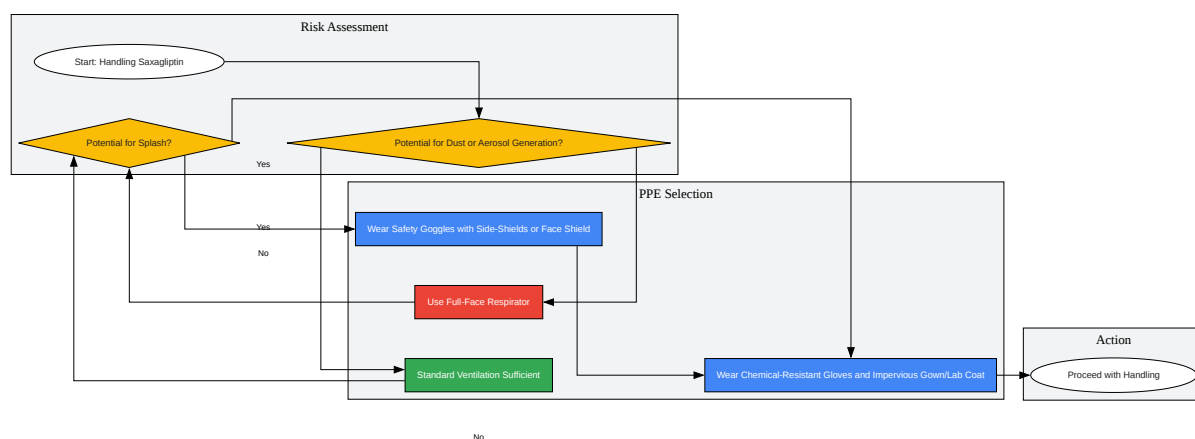 Risk Assessment
Start: Handling Saxagliptin
Potential for Splash?
Potential for Dust or Aerosol Generation?
Yes
PPE Selection
Yes
Wear Safety Goggles with Side-Shields or Face Shield
No
Use Full-Face Respirator
Action
Standard Ventilation Sufficient
Wear Chemical-Resistant Gloves and Impervious Gown/Lab Coat
Proceed with Handling
No